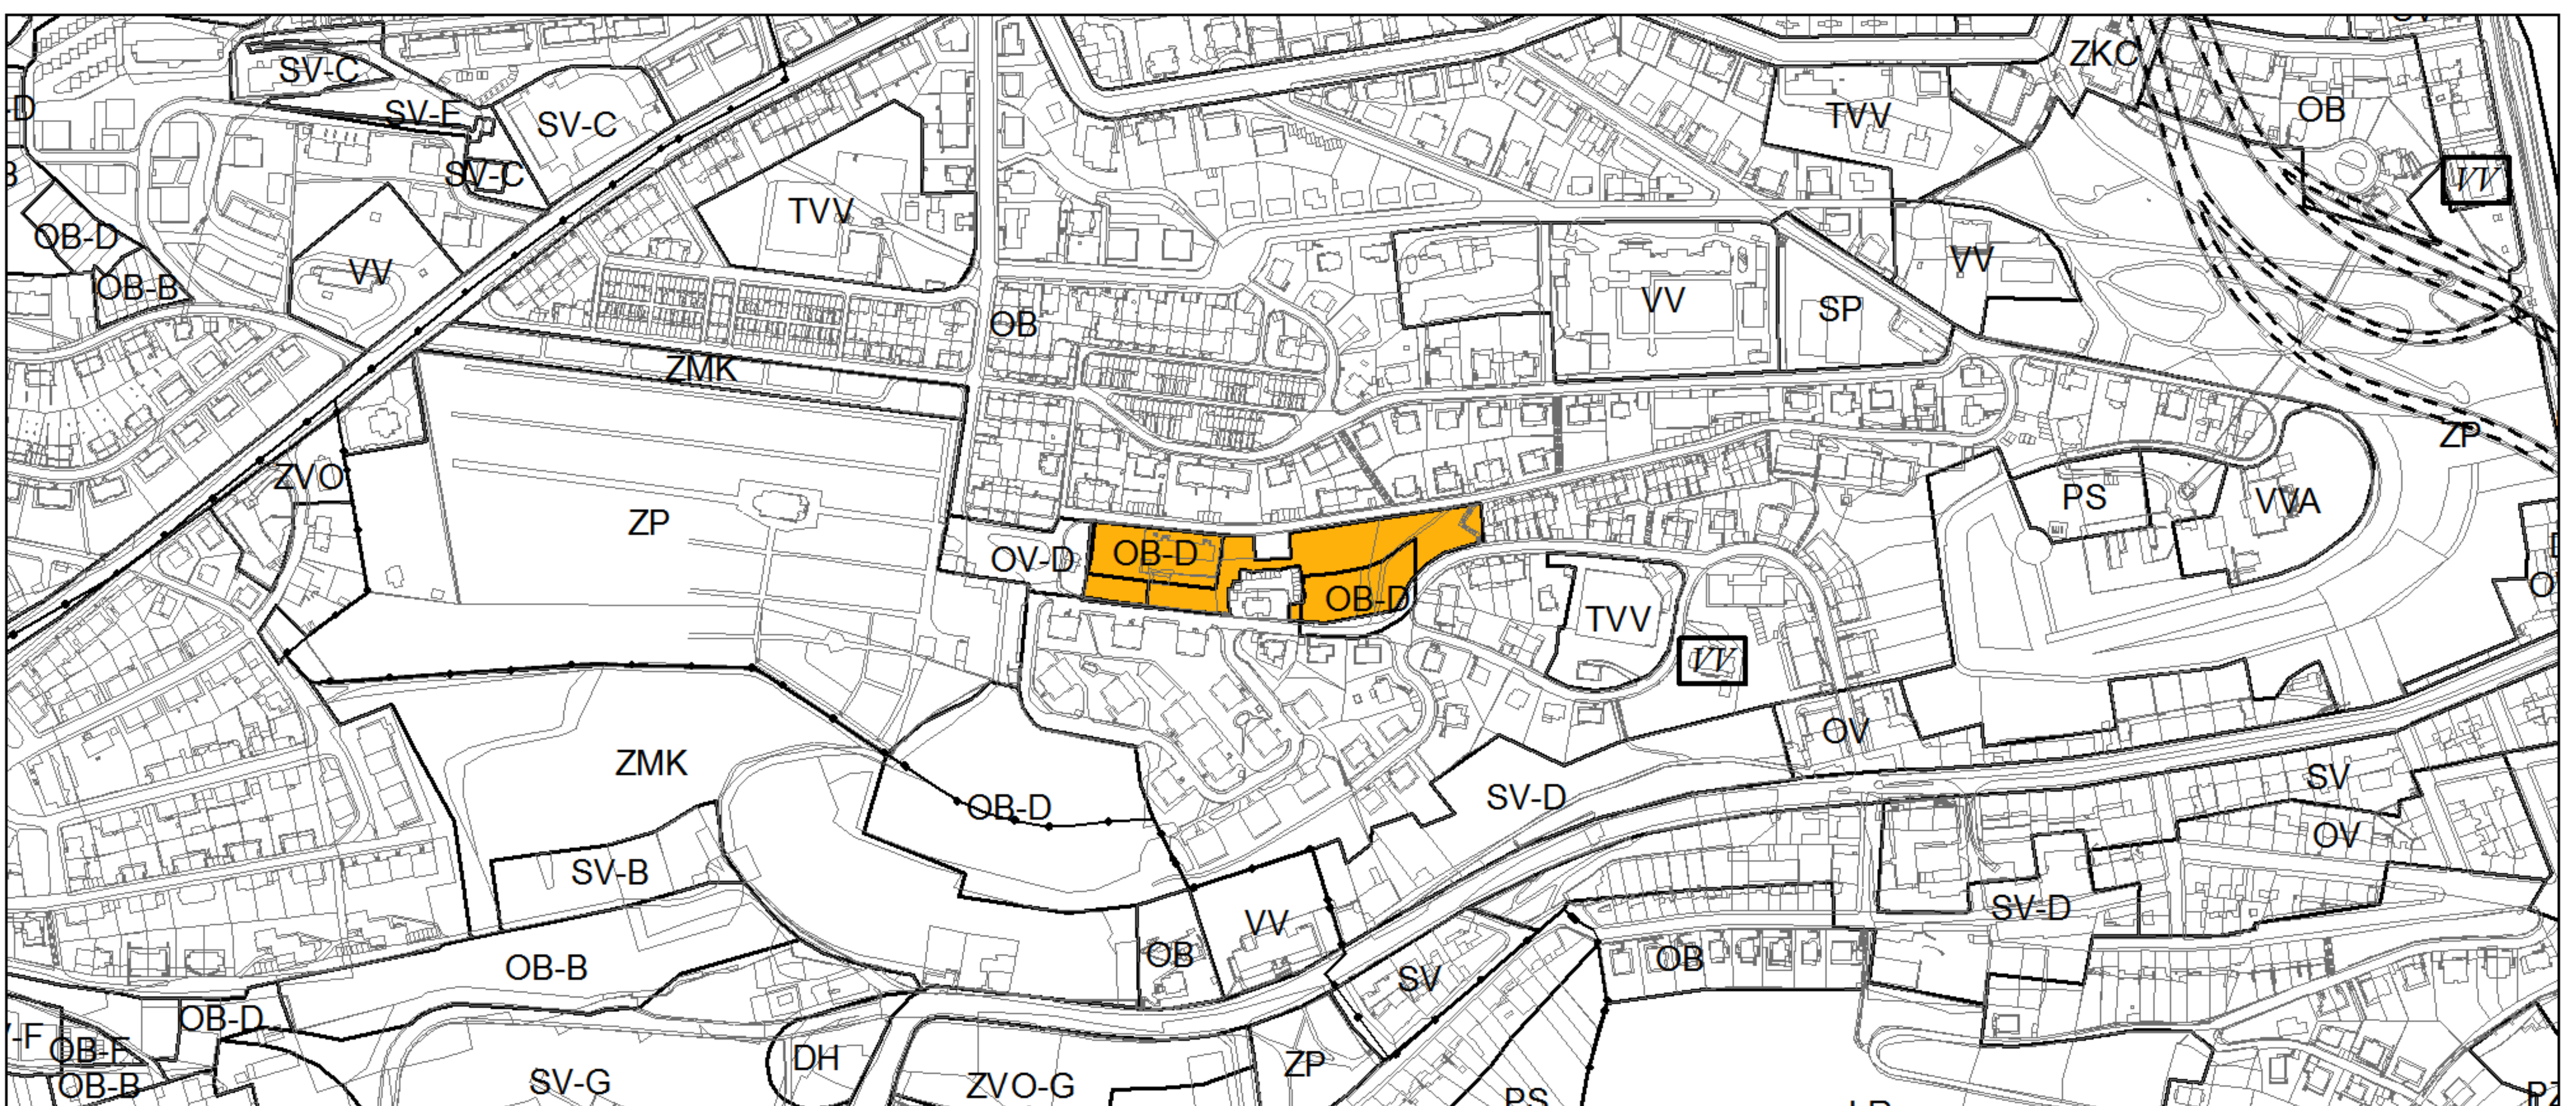 SV-C
ZKC
-D
SV-E
SV-C
TVV
OB
SV-C
VV
TVV
OB-D
VV
OB-B
VV
VV
SP
OB
ZMK
ZP
ZVO
PS
VVA
ZP
OV-D
OB-D
OB-D
TVV
VV
OV
ZMK
SV-D
SV
OB-D
OV
SV-B
SV-D
VV
OB
OB
OB-B
SV
OB-D
-F
OB-F
DH
ZP
OB-B
SV-G
ZVO-G
PS